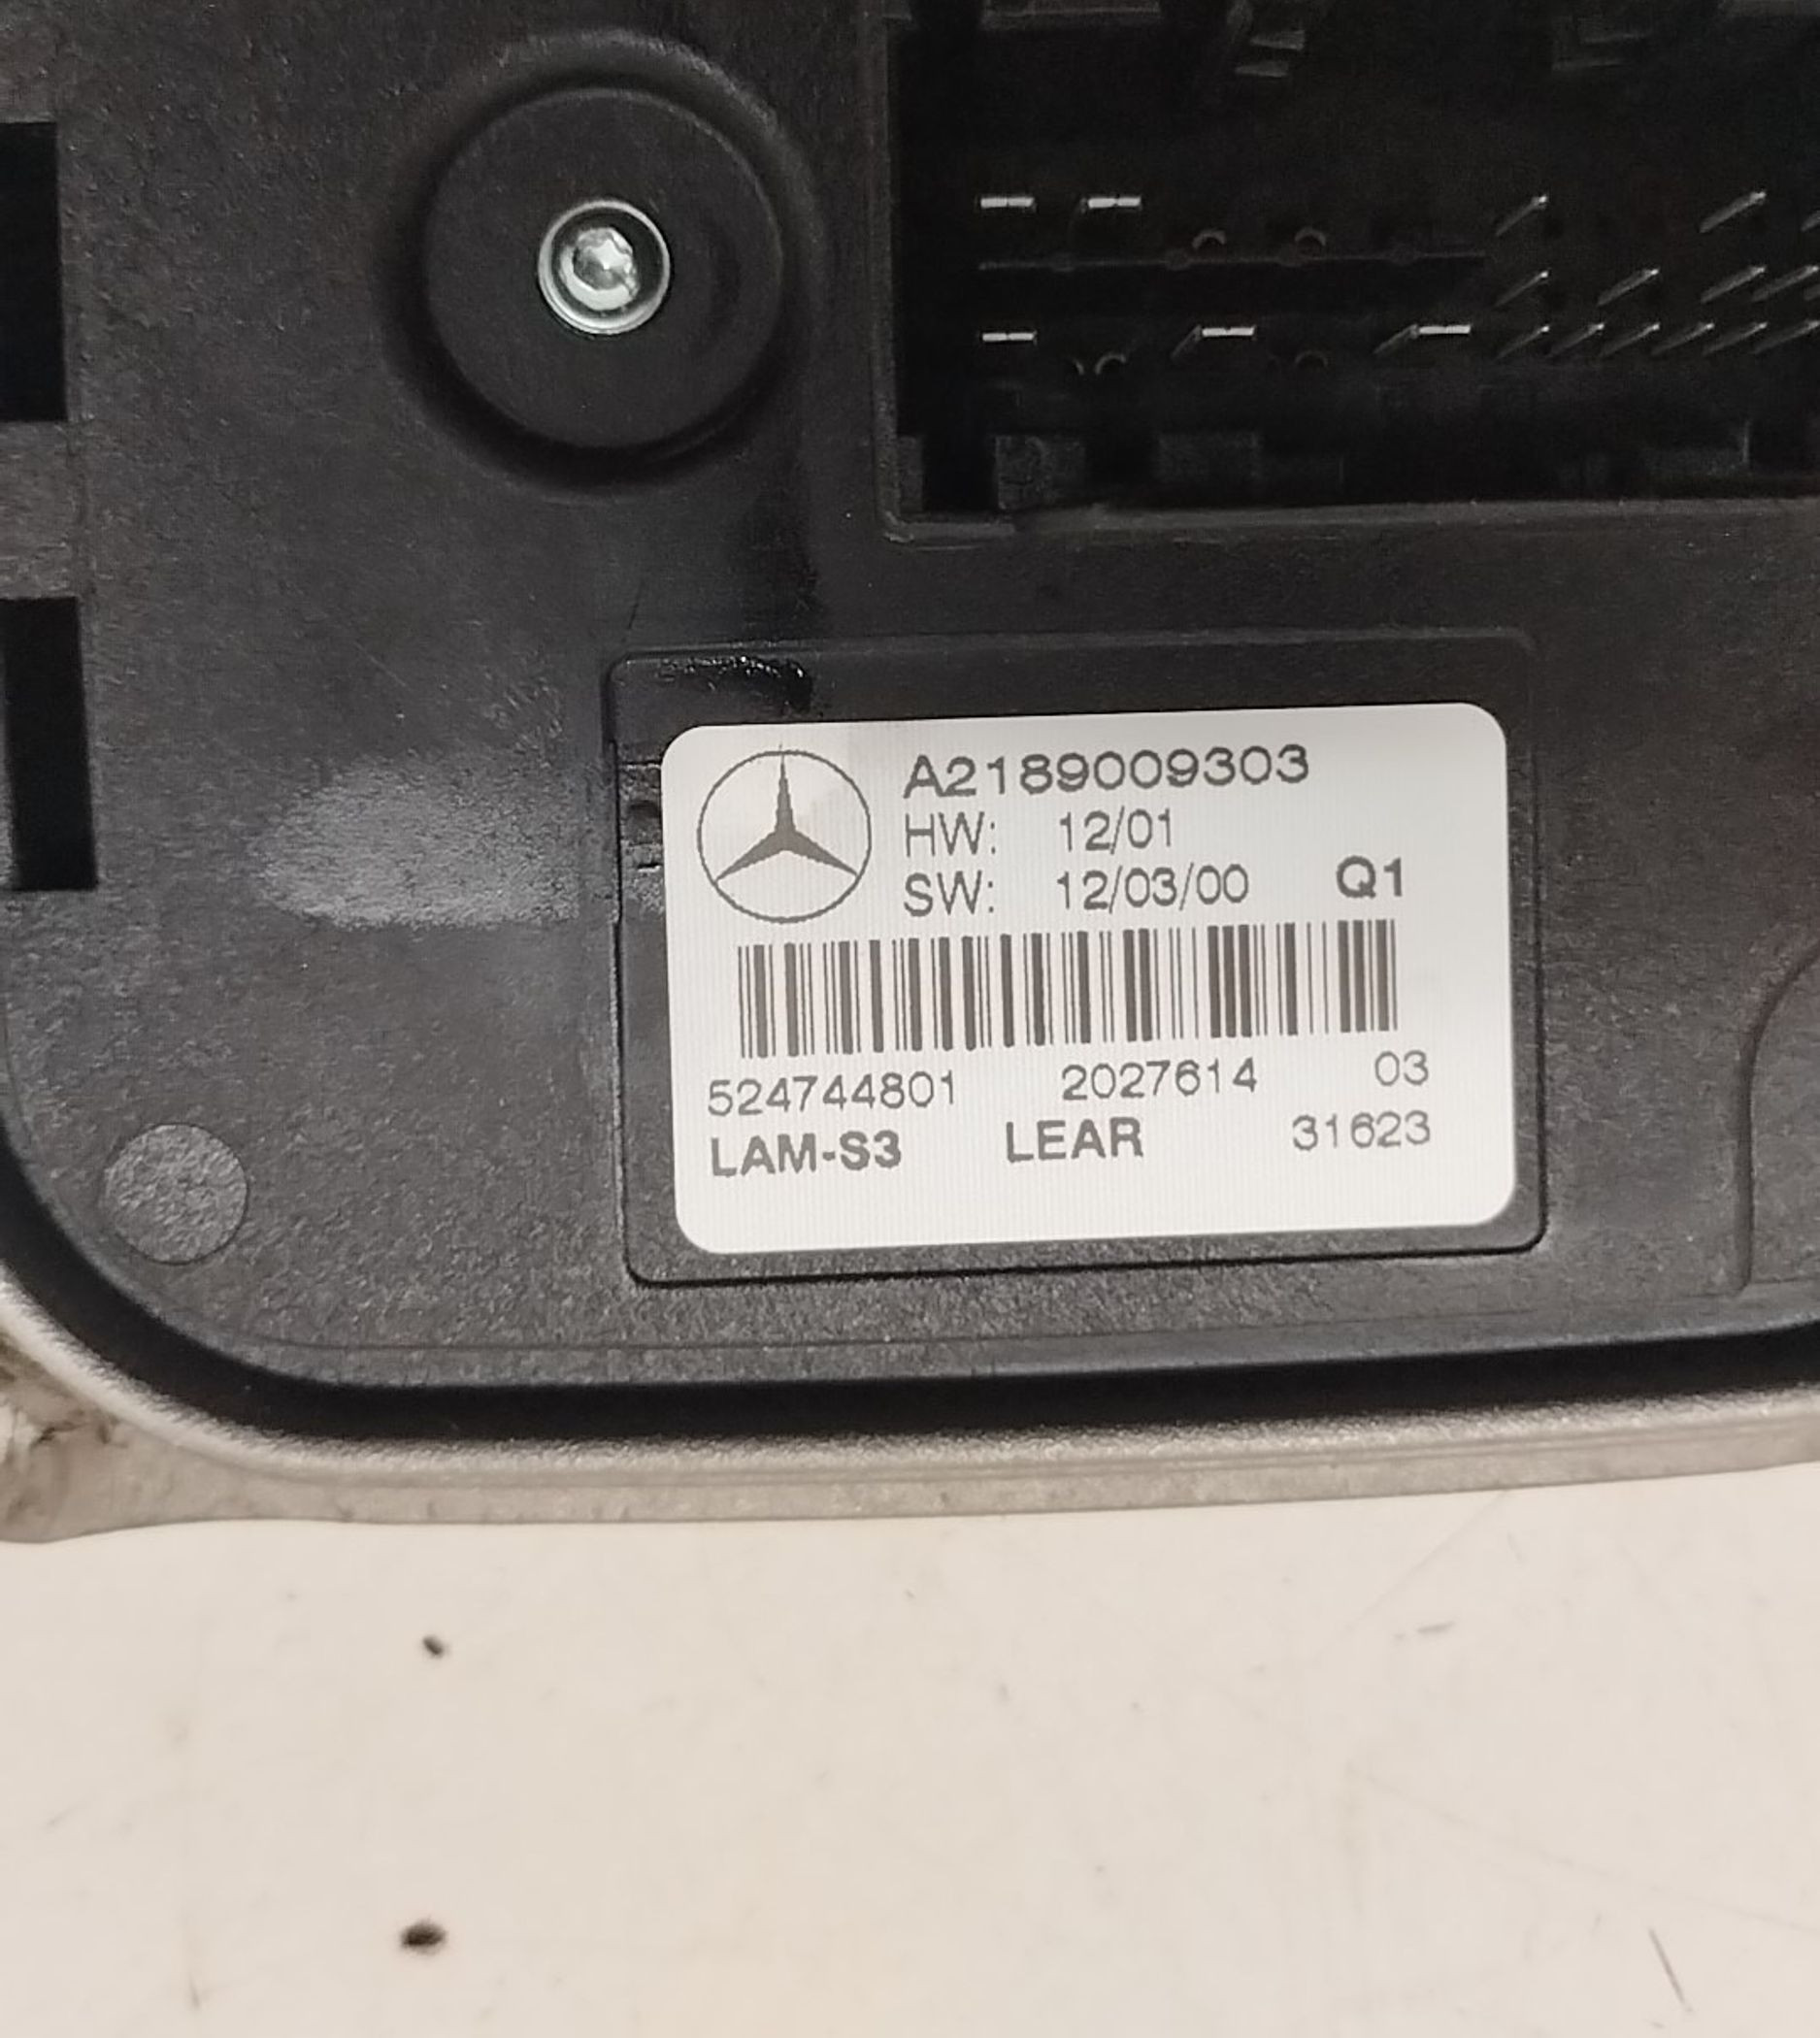 A2189009303
HW: 12/01
SW: 12/03/00 Q1
524744801 2027614 03
LAM-S3 LEAR 31623